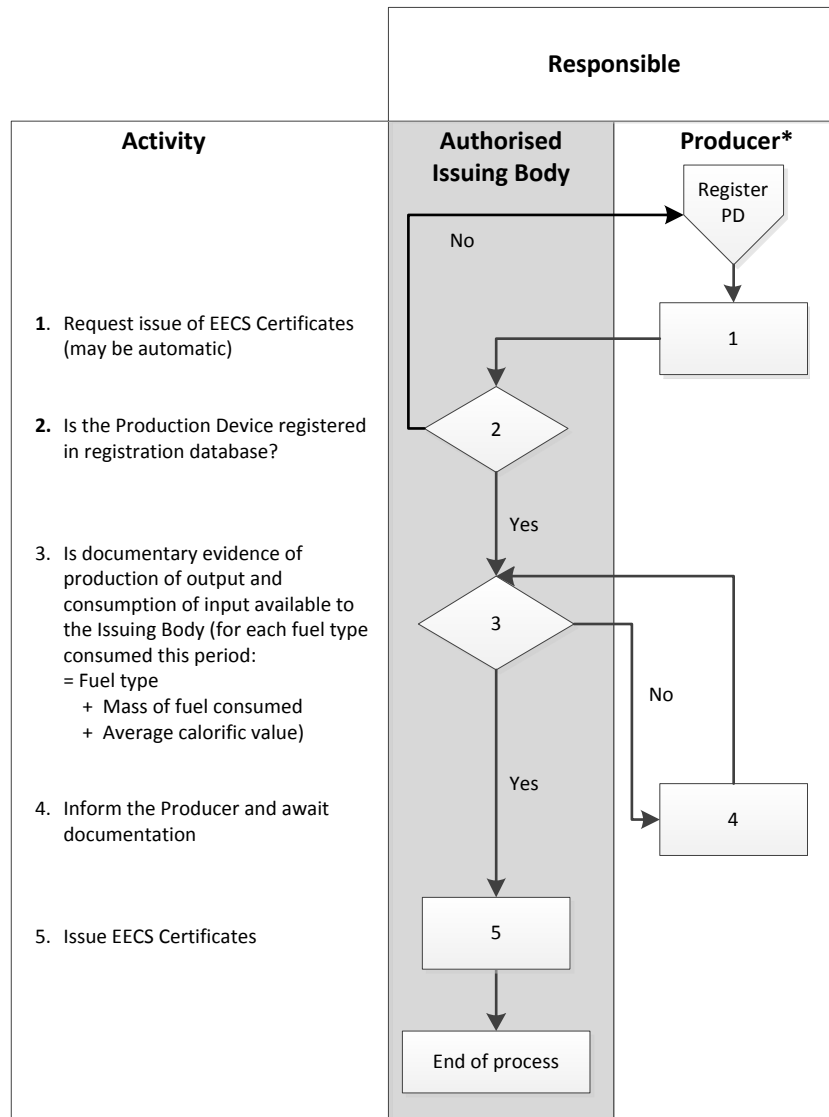 Responsible
Activity
Authorised
Issuing Body
Producer*
Register
PD
No
1. Request issue of EECS Certificates
(may be automatic)
1
2. Is the Production Device registered
in registration database?
2
Yes
3. Is documentary evidence of
production of output and
consumption of input available to
the Issuing Body (for each fuel type
consumed this period:
= Fuel type
+ Mass of fuel consumed
+ Average calorific value)
3
No
Yes
4. Inform the Producer and await
documentation
4
5. Issue EECS Certificates
5
End of process